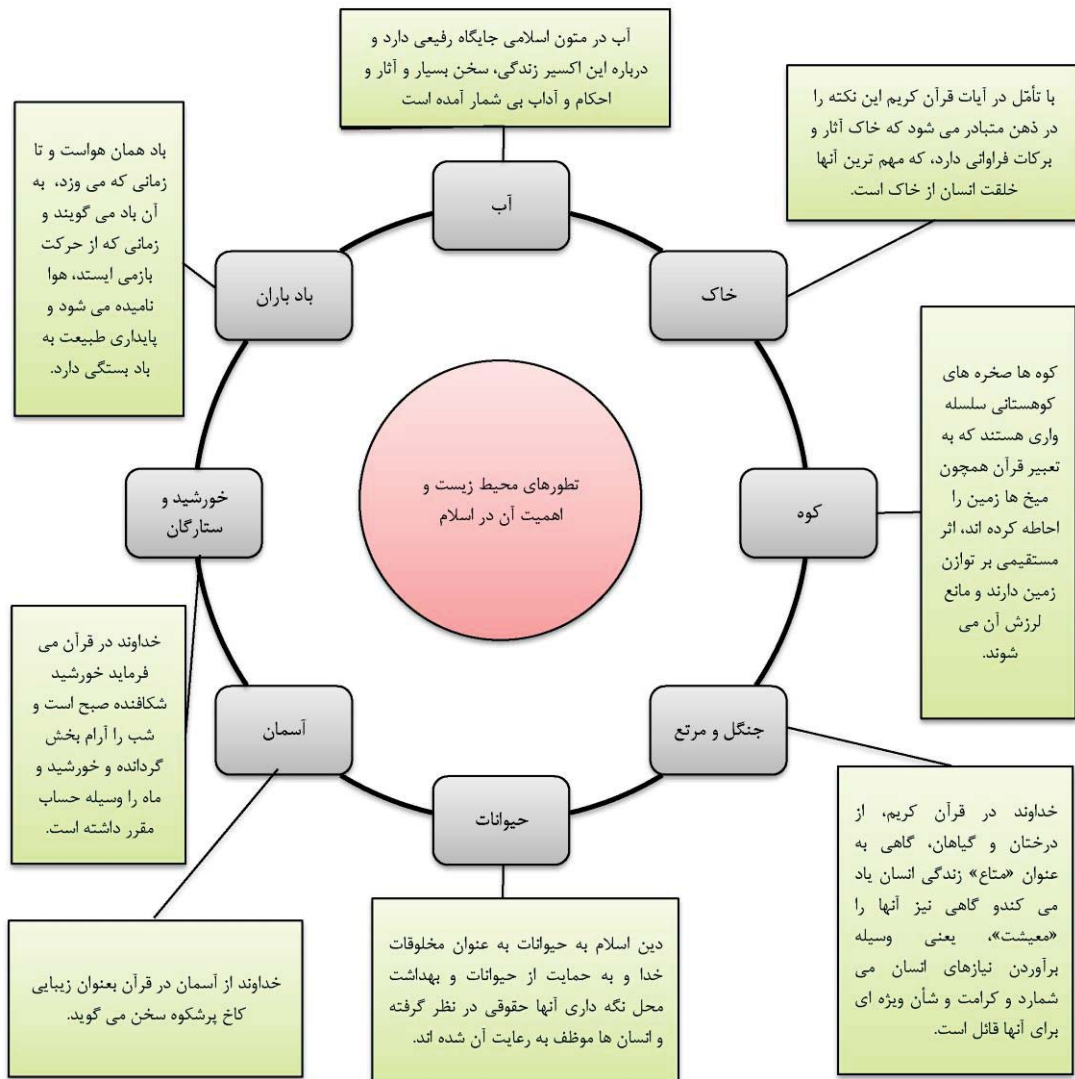 آب در متون اسلامی جایگاه رفیعی دارد و
درباره این اکسیر زندگی، سخن بسیار و آثار و
احکام و آداب بی شمار آمده است
آب
با تأمّل در آیات قرآن کریم این نکته را
در ذهن متبادر می شود که خاک آثار و
برکات فراوانی دارد، که مهم ترین آنها
خلقت انسان از خاک است.
خاک
کوه ها صخره های
کوهستانی سلسله
واری هستند که به
تعبیر قرآن همچون
میخ ها زمین را
احاطه کرده اند، اثر
مستقیمی بر توازن
زمین دارند و مانع
لرزش آن می
شوند.
کوه
خداوند در قرآن کریم، از
درختان و گیاهان، گاهی به
عنوان «متاع» زندگی انسان یاد
می کندو گاهی نیز آنها را
«معیشت»، یعنی وسیله
برآوردن نیازهای انسان می
شمارد و کرامت و شأن ویژه ای
برای آنها قائل است.
جنگل و مرتع
دین اسلام به حیوانات به عنوان مخلوقات
خدا و به حمایت از حیوانات و بهداشت
محل نگه داری آنها حقوقی در نظر گرفته
و انسان ها موظف به رعایت آن شده اند.
حیوانات
خداوند از آسمان در قرآن بعنوان زیبایی
کاخ پرشکوه سخن می گوید.
آسمان
خداوند در قرآن می
فرماید خورشید
شکافنده صبح است و
شب را آرام بخش
گردانده و خورشید و
ماه را وسیله حساب
مقرر داشته است.
خورشید و
ستارگان
باد همان هواست و تا
زمانی که می وزد، به
آن باد می گویند و
زمانی که از حرکت
بازمی ایستد، هوا
نامیده می شود و
پایداری طبیعت به
باد بستگی دارد.
باد باران
تطورهای محیط زیست و
اهمیت آن در اسلام